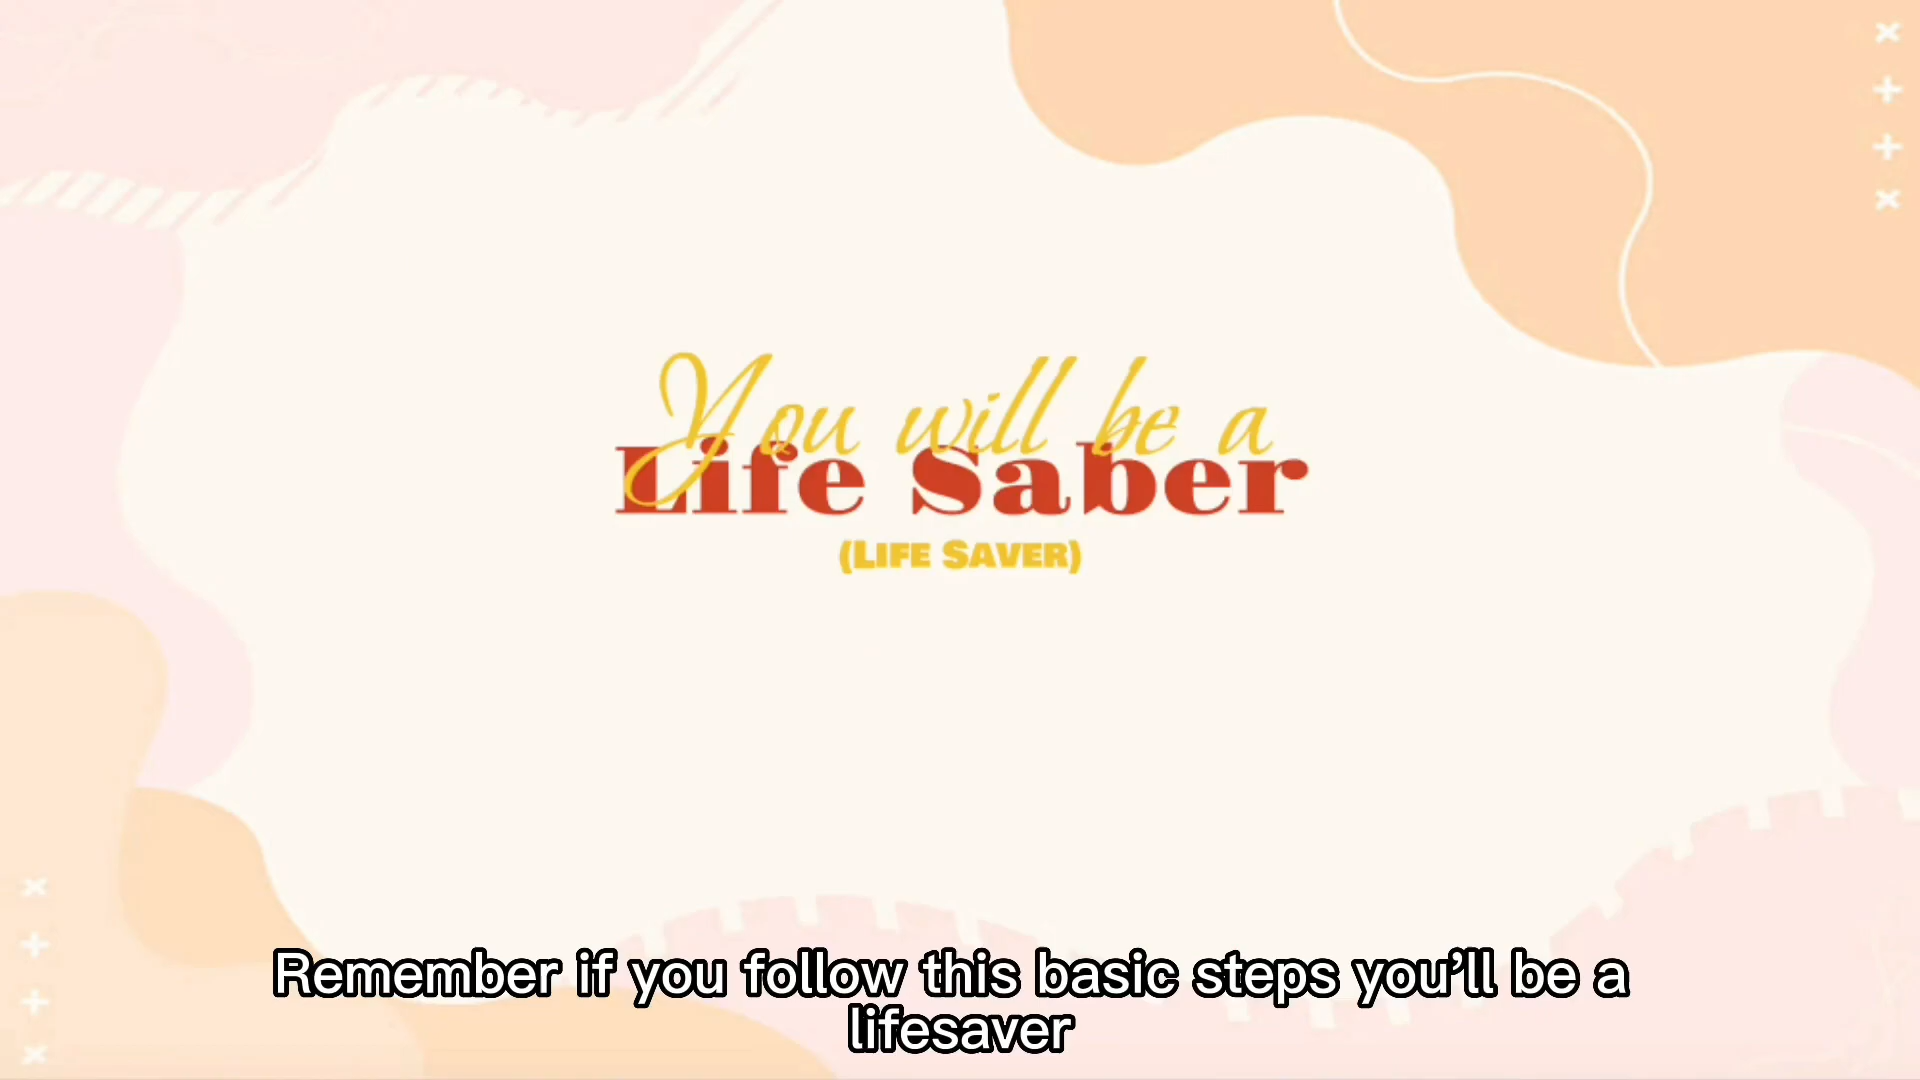 You will be a
Life Saber
(LIFE SAVER)
Remember if you follow this basic steps you’ll be a
lifesaver